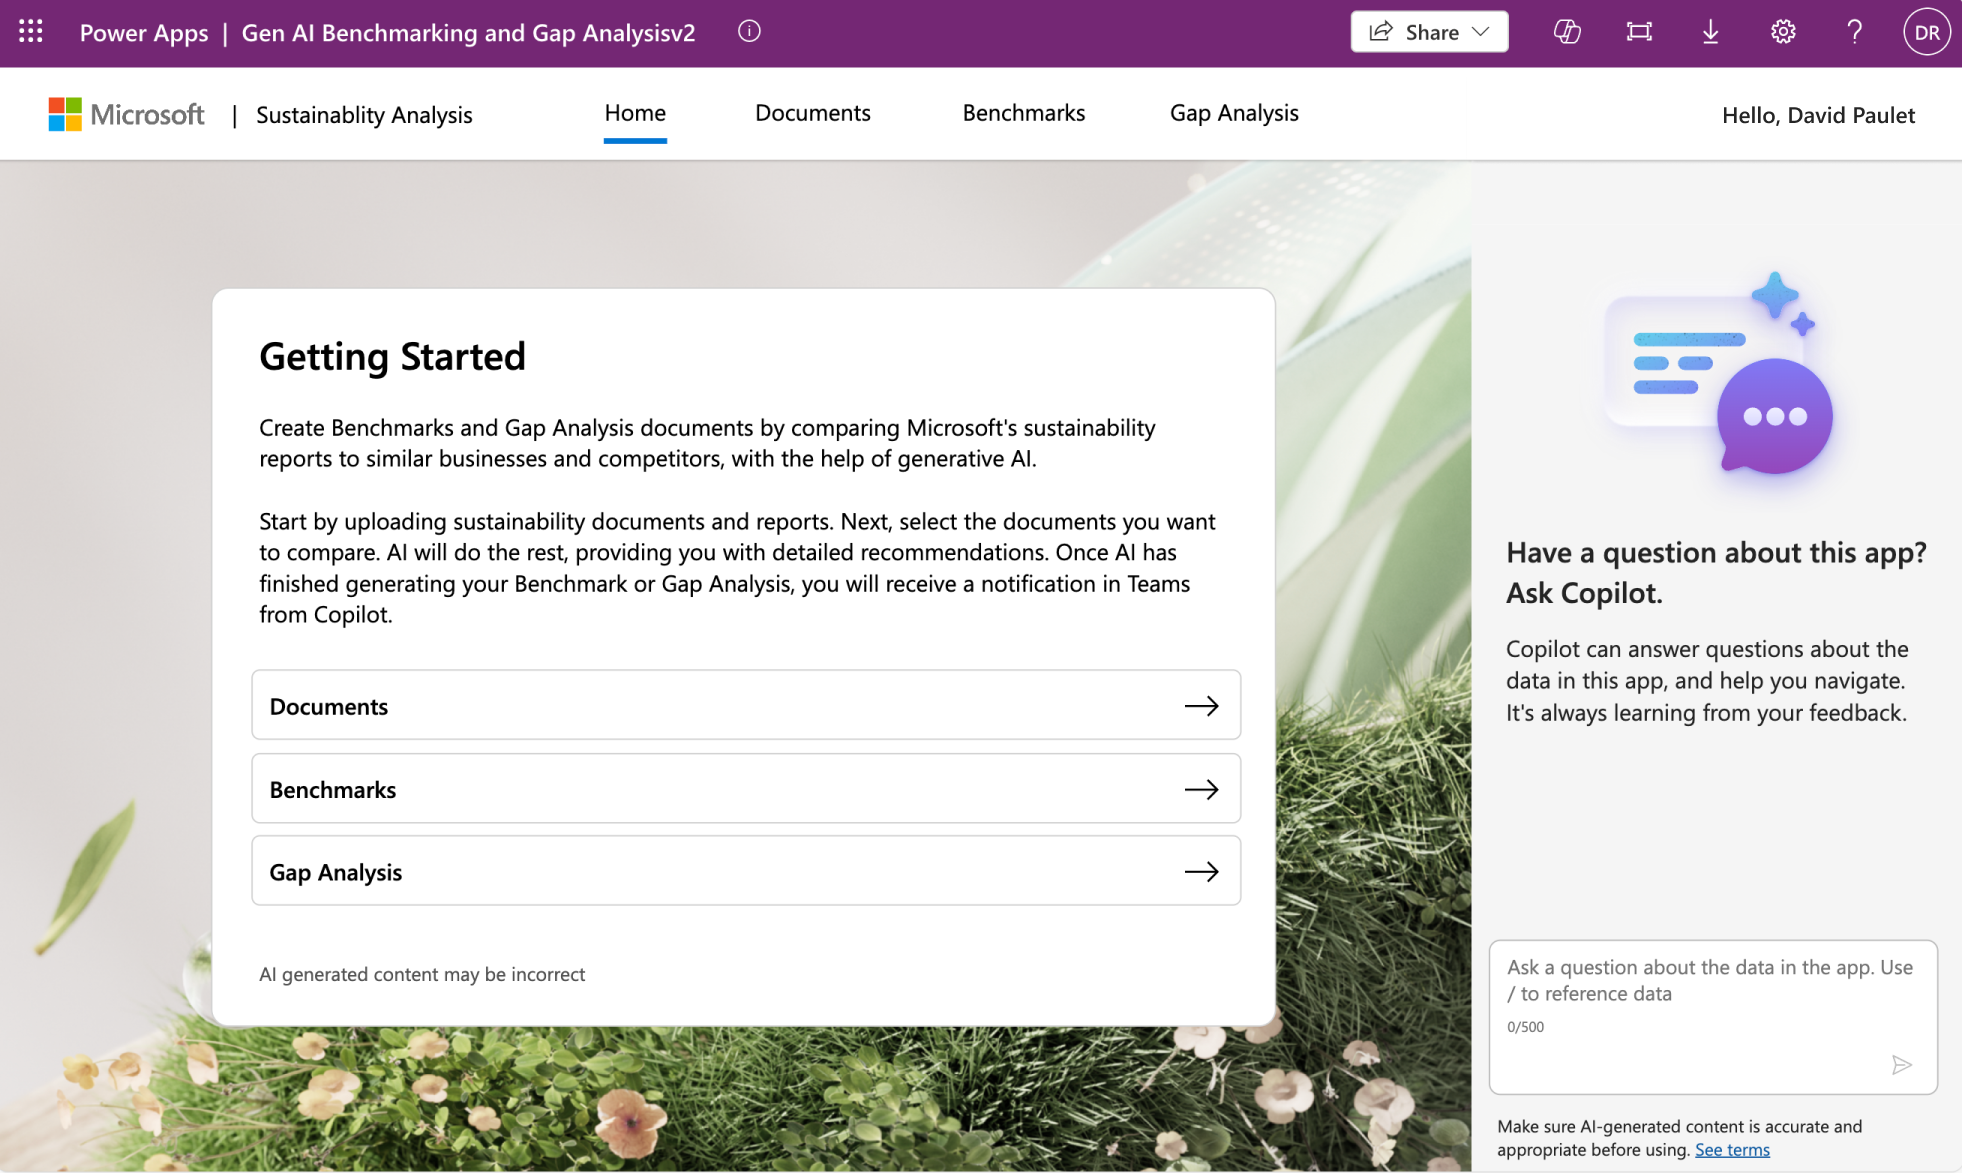 Power Apps | Gen AI Benchmarking and Gap Analysisv2
Share
DR
Microsoft | Sustainablity Analysis
Home
Documents
Benchmarks
Gap Analysis
Hello, David Paulet
Getting Started
Create Benchmarks and Gap Analysis documents by comparing Microsoft's sustainability
reports to similar businesses and competitors, with the help of generative AI.
Start by uploading sustainability documents and reports. Next, select the documents you want
to compare. AI will do the rest, providing you with detailed recommendations. Once AI has
finished generating your Benchmark or Gap Analysis, you will receive a notification in Teams
from Copilot.
Documents
Benchmarks
Gap Analysis
AI generated content may be incorrect
Have a question about this app?
Ask Copilot.
Copilot can answer questions about the
data in this app, and help you navigate.
It's always learning from your feedback.
Ask a question about the data in the app. Use
/ to reference data
0/500
Make sure AI-generated content is accurate and
appropriate before using. See terms